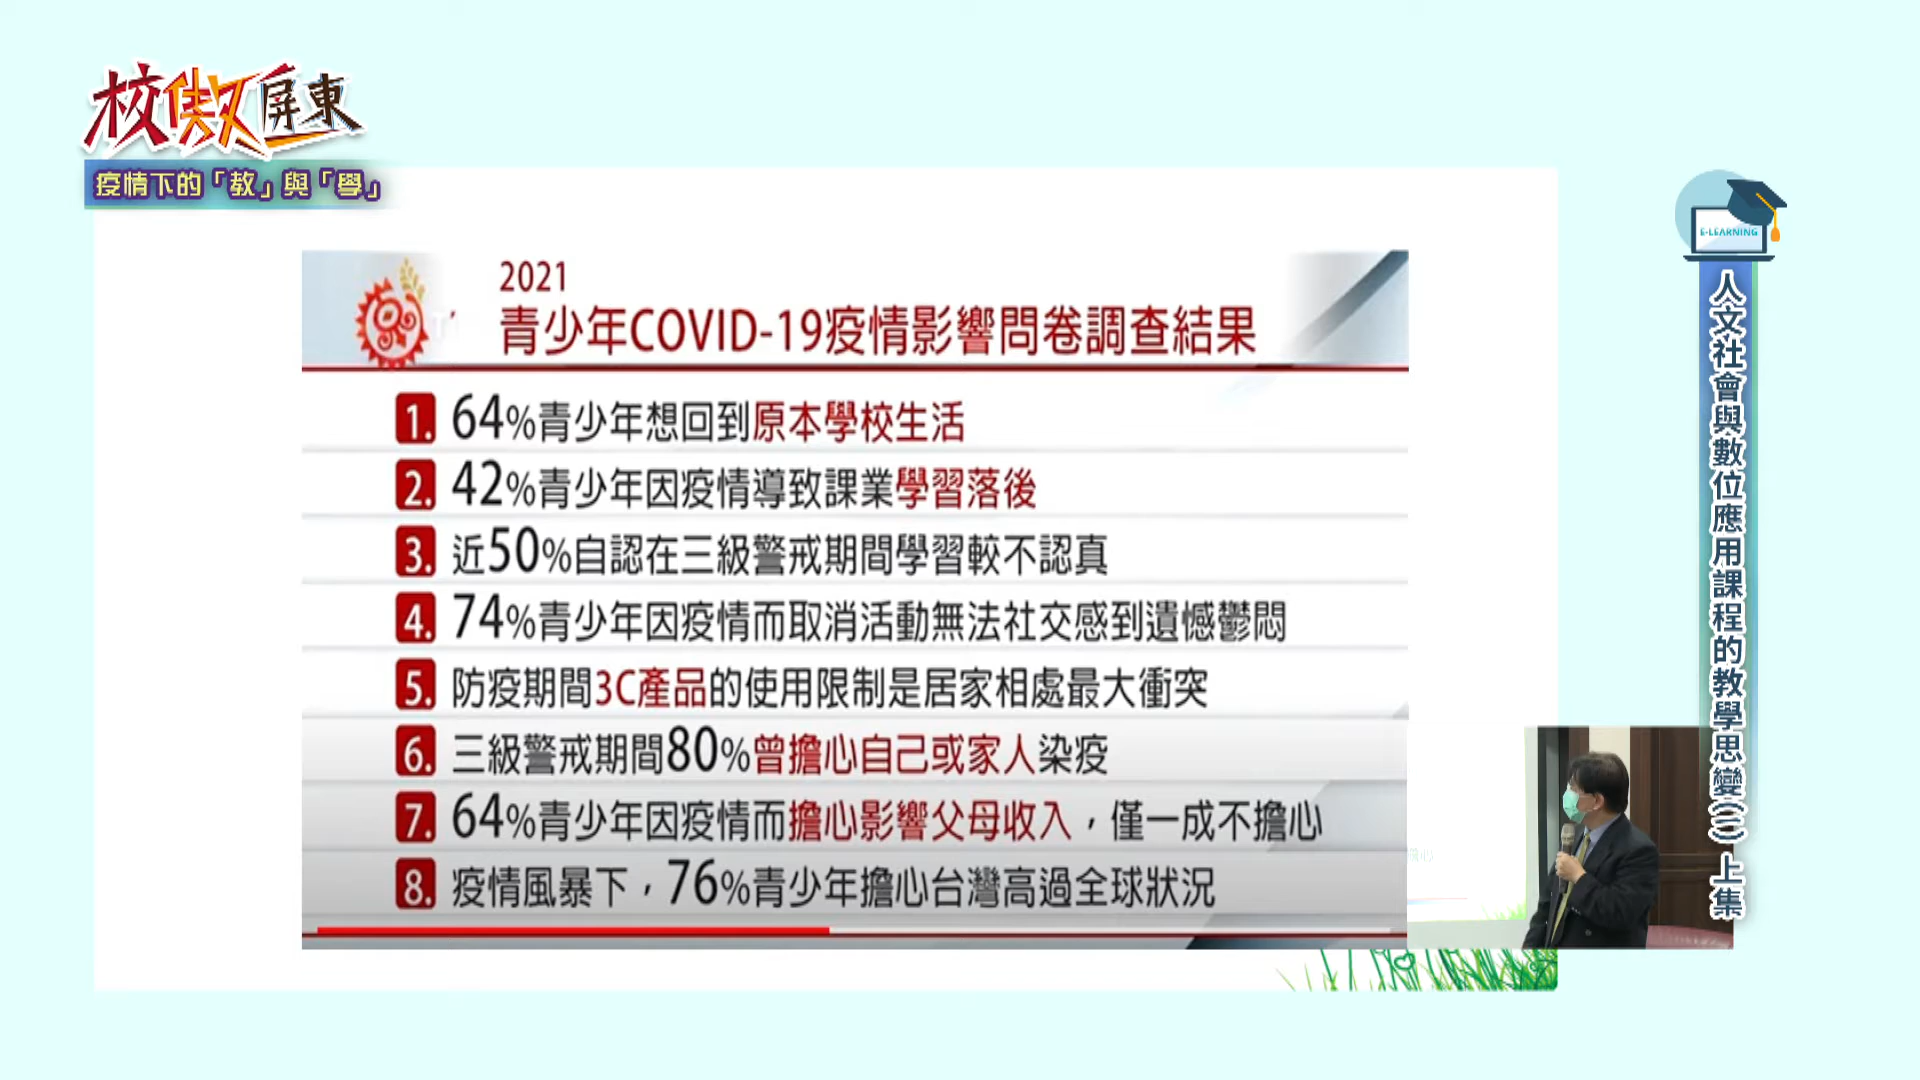 校傲屏東
疫情下的「教」與「學」
E-LEARNING
人文社會與數位應用課程的教學思變(一)上集
2021
青少年COVID-19疫情影響問卷調查結果
1. 64%青少年想回到原本學校生活
2. 42%青少年因疫情導致課業學習落後
3. 近50%自認在三級警戒期間學習較不認真
4. 74%青少年因疫情而取消活動無法社交感到遺憾鬱悶
5. 防疫期間3C產品的使用限制是居家相處最大衝突
6. 三級警戒期間80%曾擔心自己或家人染疫
7. 64%青少年因疫情而擔心影響父母收入，僅一成不擔心
8. 疫情風暴下，76%青少年擔心台灣高過全球狀況